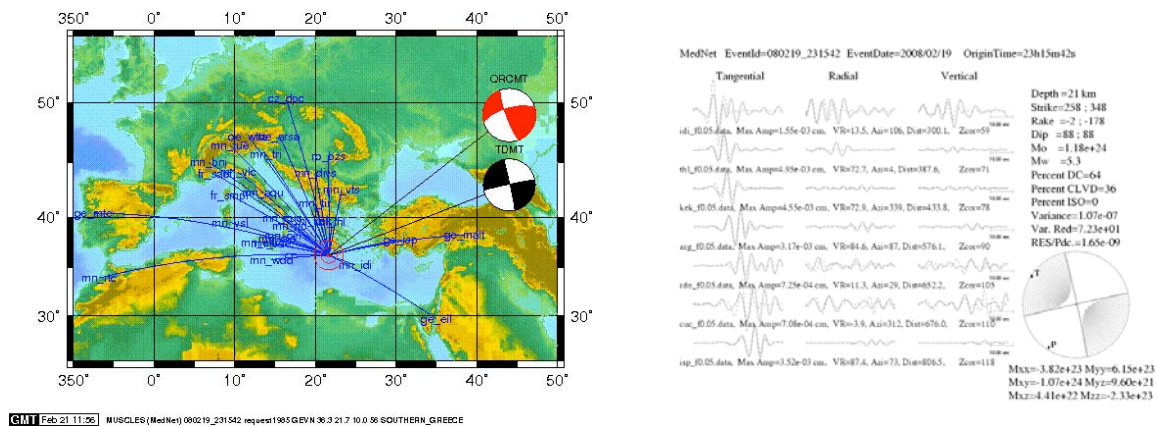 350° 0° 10° 20° 30° 40° 50°
QRCMT
50° 50°
cz_dpc
TDMT
mn_tue
mn_tri
mn_bni
ro_bzs
mn_divs
mn_aqu
mn_vts
40° 40°
ge_mte
mn_vsl
ge_isp
ge_malt
mn_wdd
mn_idi
mn_rtc
30° 30°
ge_eil
350° 0° 10° 20° 30° 40° 50°
GMT Feb 21 11:56 MUSCLES (MedNet) 080219_231542 request1985 GEVN 36.3 21.7 10.0 5.6 SOUTHERN_GREECE
MedNet EventId=080219_231542 EventDate=2008/02/19 OriginTime=23h15m42s
Tangential Radial Vertical
idi_f0.05.data, Max Amp=1.55e-03 cm, VR=13.5, Azi=106, Dist=300.1, Zcor=59
th1_f0.05.data, Max Amp=4.95e-03 cm, VR=72.7, Azi=4, Dist=387.6, Zcor=71
kek_f0.05.data, Max Amp=4.55e-03 cm, VR=72.9, Azi=339, Dist=433.8, Zcor=78
arg_f0.05.data, Max Amp=3.17e-03 cm, VR=84.6, Azi=87, Dist=576.1, Zcor=90
rdo_f0.05.data, Max Amp=7.25e-04 cm, VR=11.3, Azi=29, Dist=652.2, Zcor=105
cuc_f0.05.data, Max Amp=7.08e-04 cm, VR=-3.9, Azi=312, Dist=676.0, Zcor=110
isp_f0.05.data, Max Amp=3.52e-03 cm, VR=87.4, Azi=73, Dist=806.5, Zcor=118
Depth =21 km
Strike=258 ; 348
Rake =-2 ; -178
Dip =88 ; 88
Mo =1.18e+24
Mw =5.3
Percent DC=64
Percent CLVD=36
Percent ISO=0
Variance=1.07e-07
Var. Red=7.23e+01
RES/Pdc.=1.65e-09
T
P
Mxx=-3.82e+23 Myy=6.15e+23
Mxy=-1.07e+24 Myz=9.60e+21
Mxz=4.41e+22 Mzz=-2.33e+23